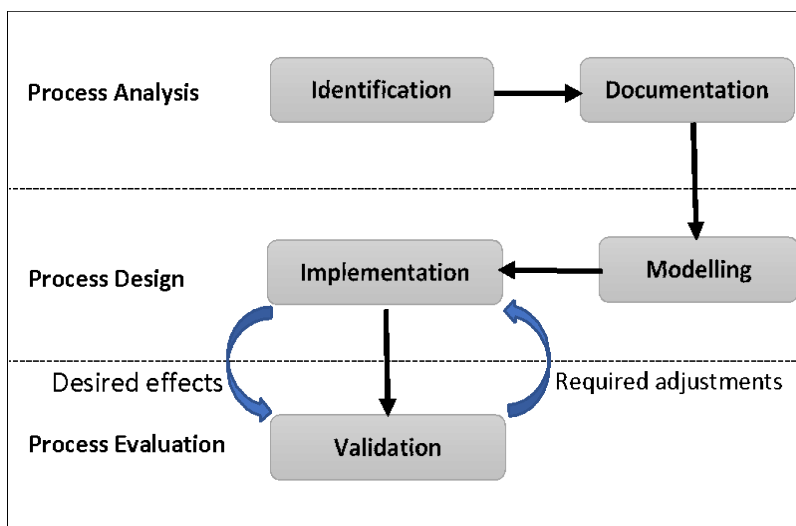 Process Analysis
Identification
Documentation
Process Design
Implementation
Modelling
Desired effects
Required adjustments
Process Evaluation
Validation